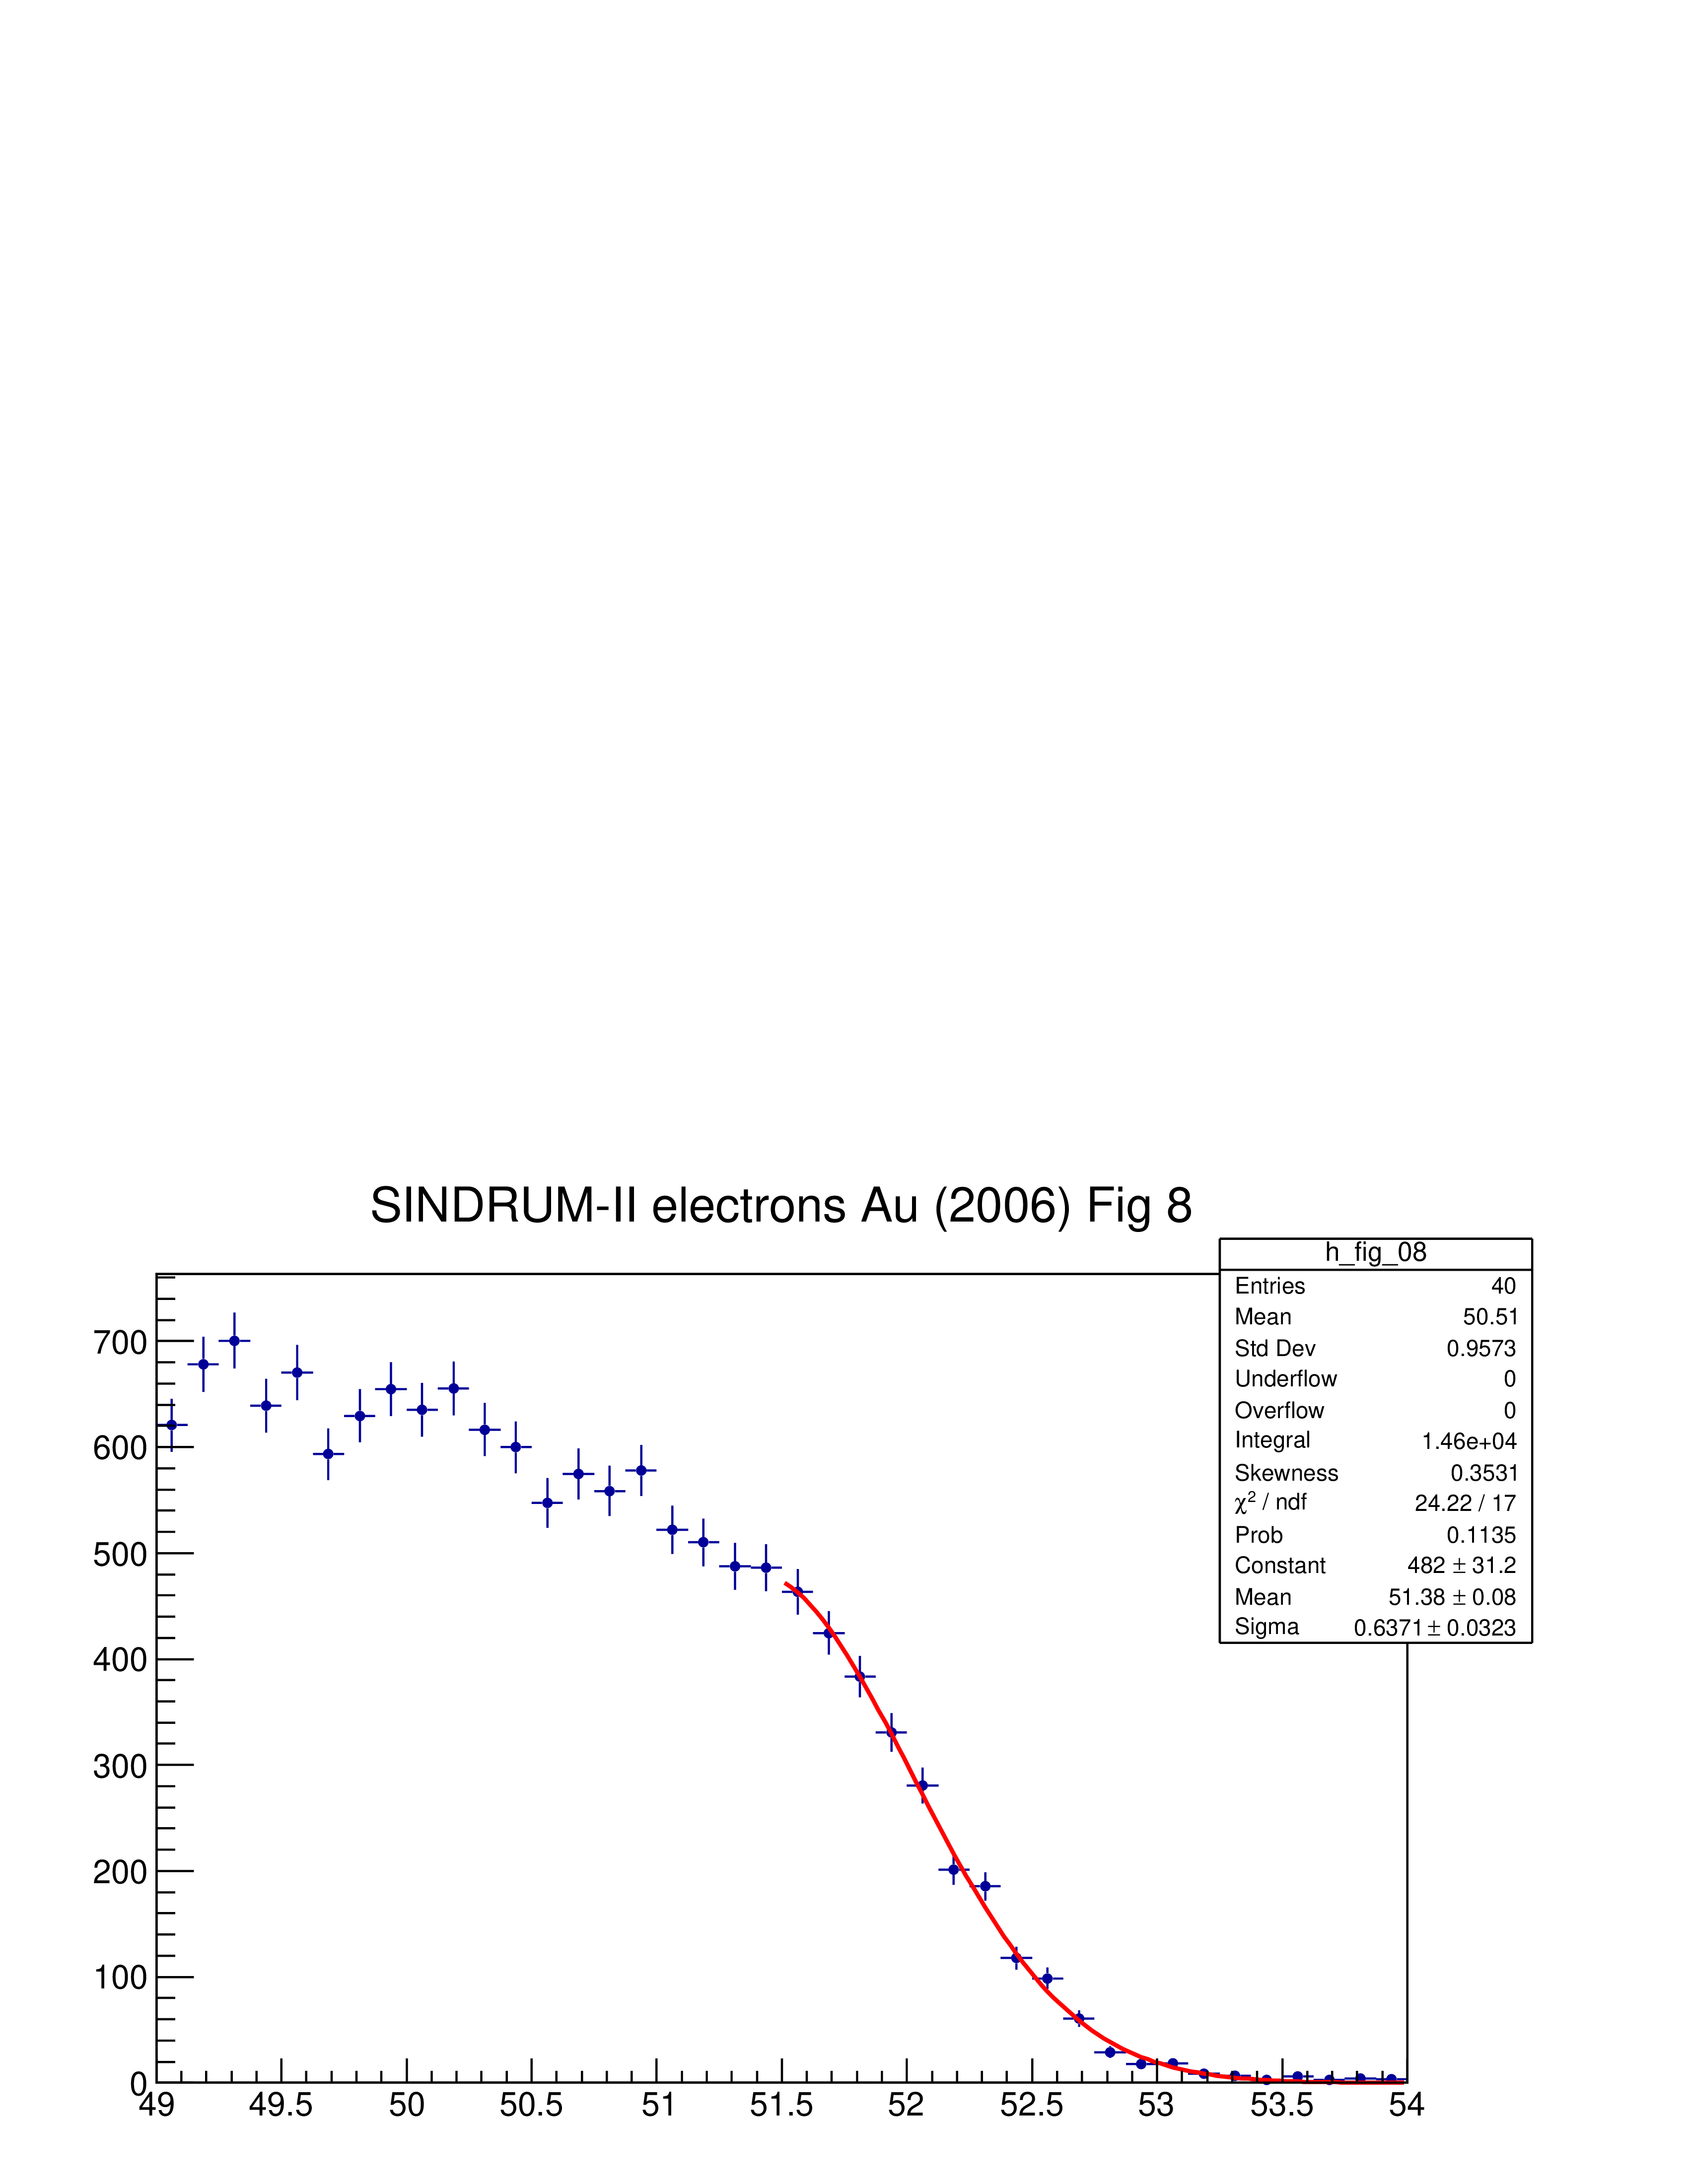 SINDRUM-II electrons Au (2006) Fig 8
h_fig_08
Entries 40
Mean 50.51
Std Dev 0.9573
Underflow 0
Overflow 0
Integral 1.46e+04
Skewness 0.3531
χ² / ndf 24.22 / 17
Prob 0.1135
Constant 482 ± 31.2
Mean 51.38 ± 0.08
Sigma 0.6371 ± 0.0323
700
600
500
400
300
200
100
0
49 49.5 50 50.5 51 51.5 52 52.5 53 53.5 54